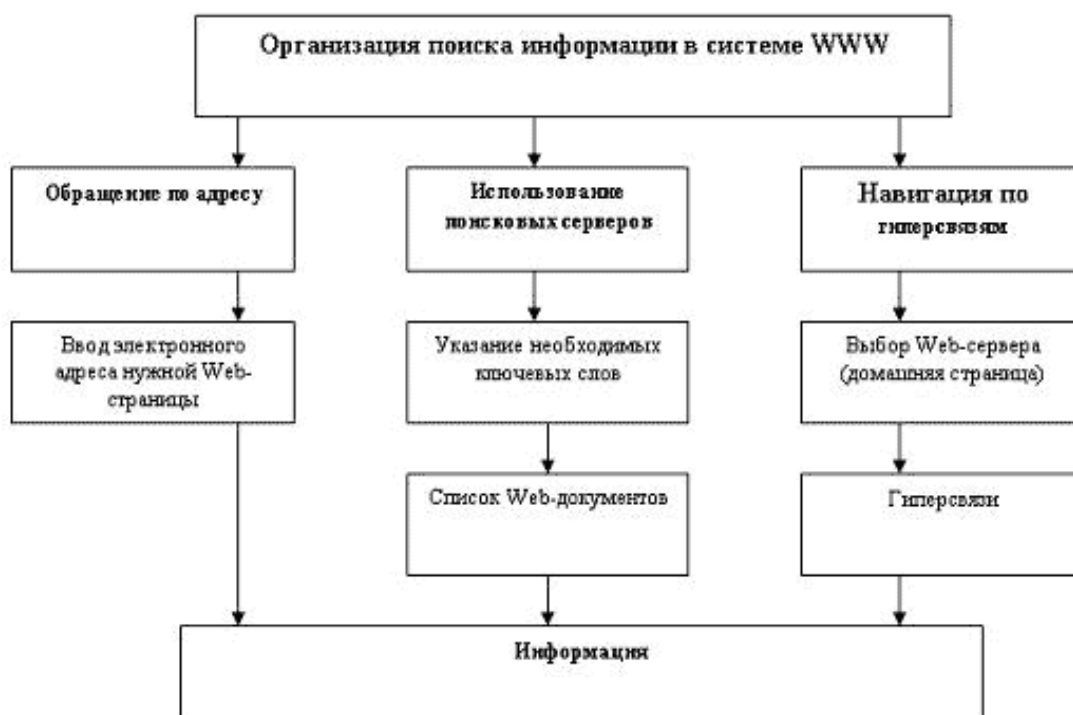 Организация поиска информации в системе WWW
Обращение по адресу
Использование
поисковых серверов
Навигация по
гиперсвязям
Ввод электронного
адреса нужной Web-
страницы
Указание необходимых
ключевых слов
Выбор Web-сервера
(домашняя страница)
Список Web-документов
Гиперсвязи
Информация